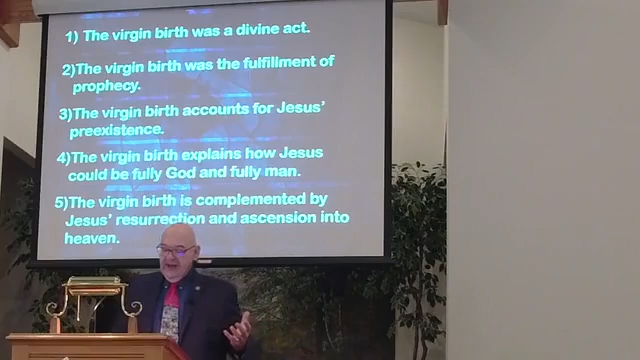 1) The virgin birth was a divine act.
2)The virgin birth was the fulfillment of
prophecy.
3)The virgin birth accounts for Jesus'
preexistence.
4)The virgin birth explains how Jesus
could be fully God and fully man.
5)The virgin birth is complemented by
Jesus' resurrection and ascension into
heaven.